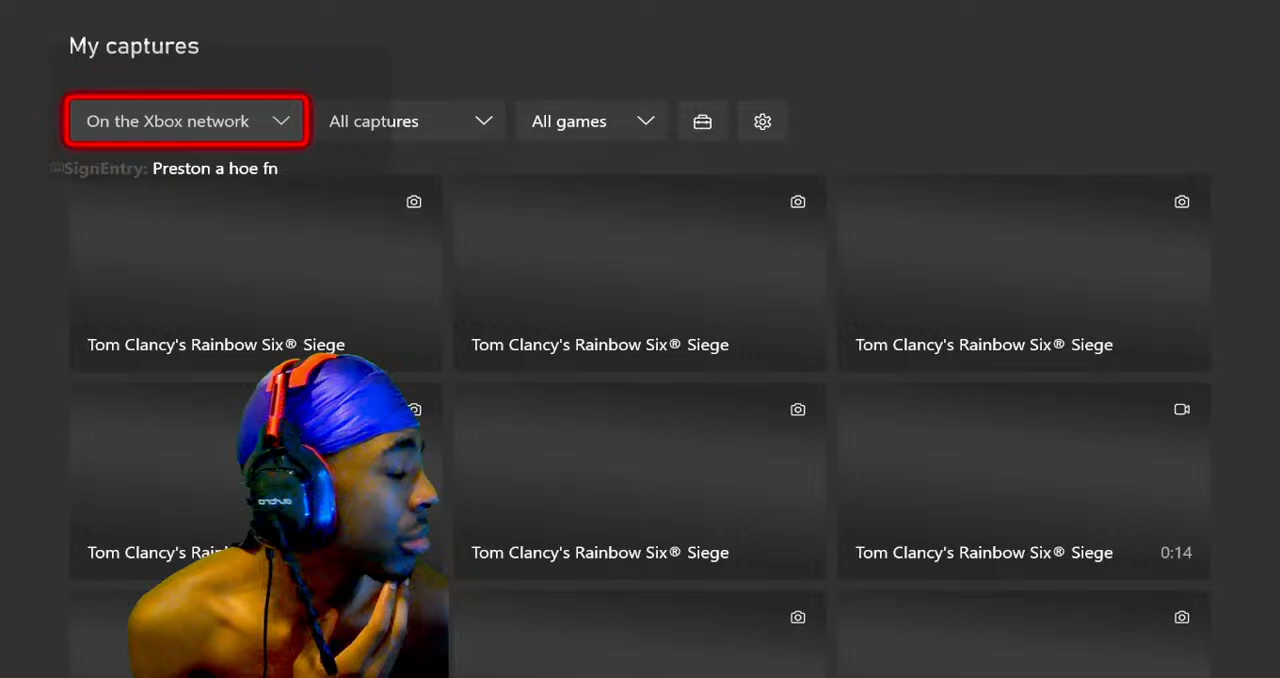 My captures
On the Xbox network
All captures
All games
SignEntry: Preston a hoe fn
Tom Clancy's Rainbow Six® Siege
Tom Clancy's Rainbow Six® Siege
Tom Clancy's Rainbow Six® Siege
Tom Clancy's Rai
Tom Clancy's Rainbow Six® Siege
Tom Clancy's Rainbow Six® Siege
0:14